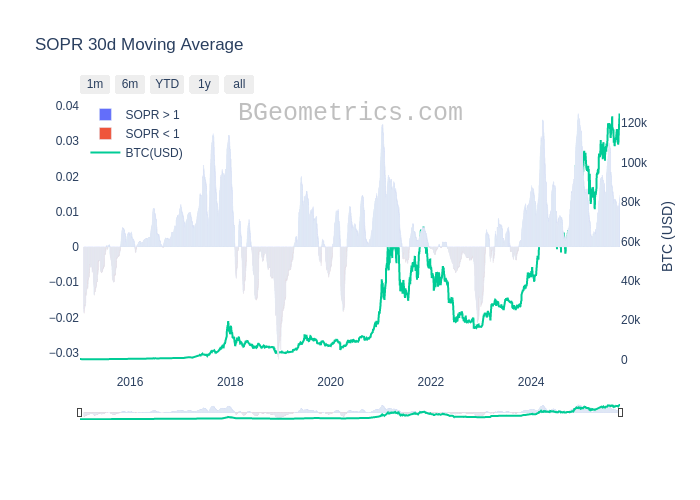 SOPR 30d Moving Average
1m 6m YTD 1y all
BGeometrics.com
SOPR > 1
SOPR < 1
BTC(USD)
0.04
0.03
0.02
0.01
0
−0.01
−0.02
−0.03
120k
100k
80k
60k
40k
20k
0
BTC (USD)
2016 2018 2020 2022 2024